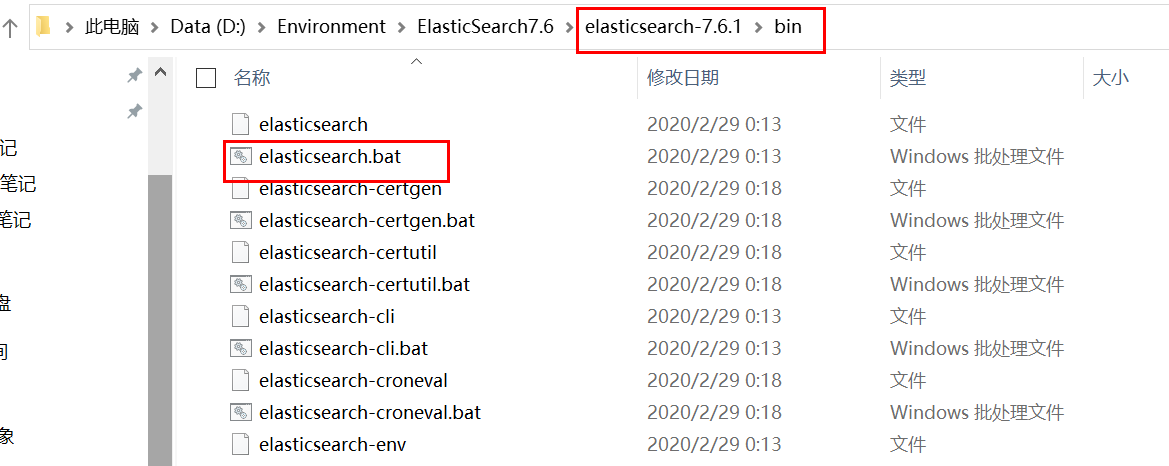 此电脑 > Data (D:) > Environment > ElasticSearch7.6 > elasticsearch-7.6.1 > bin
名称 修改日期 类型 大小
elasticsearch 2020/2/29 0:13 文件
记
elasticsearch.bat 2020/2/29 0:13 Windows 批处理文件
笔记
elasticsearch-certgen 2020/2/29 0:18 文件
笔记
elasticsearch-certgen.bat 2020/2/29 0:18 Windows 批处理文件
elasticsearch-certutil 2020/2/29 0:18 文件
elasticsearch-certutil.bat 2020/2/29 0:18 Windows 批处理文件
盘
elasticsearch-cli 2020/2/29 0:13 文件
elasticsearch-cli.bat 2020/2/29 0:13 Windows 批处理文件
elasticsearch-croneval 2020/2/29 0:18 文件
elasticsearch-croneval.bat 2020/2/29 0:18 Windows 批处理文件
象
elasticsearch-env 2020/2/29 0:13 文件